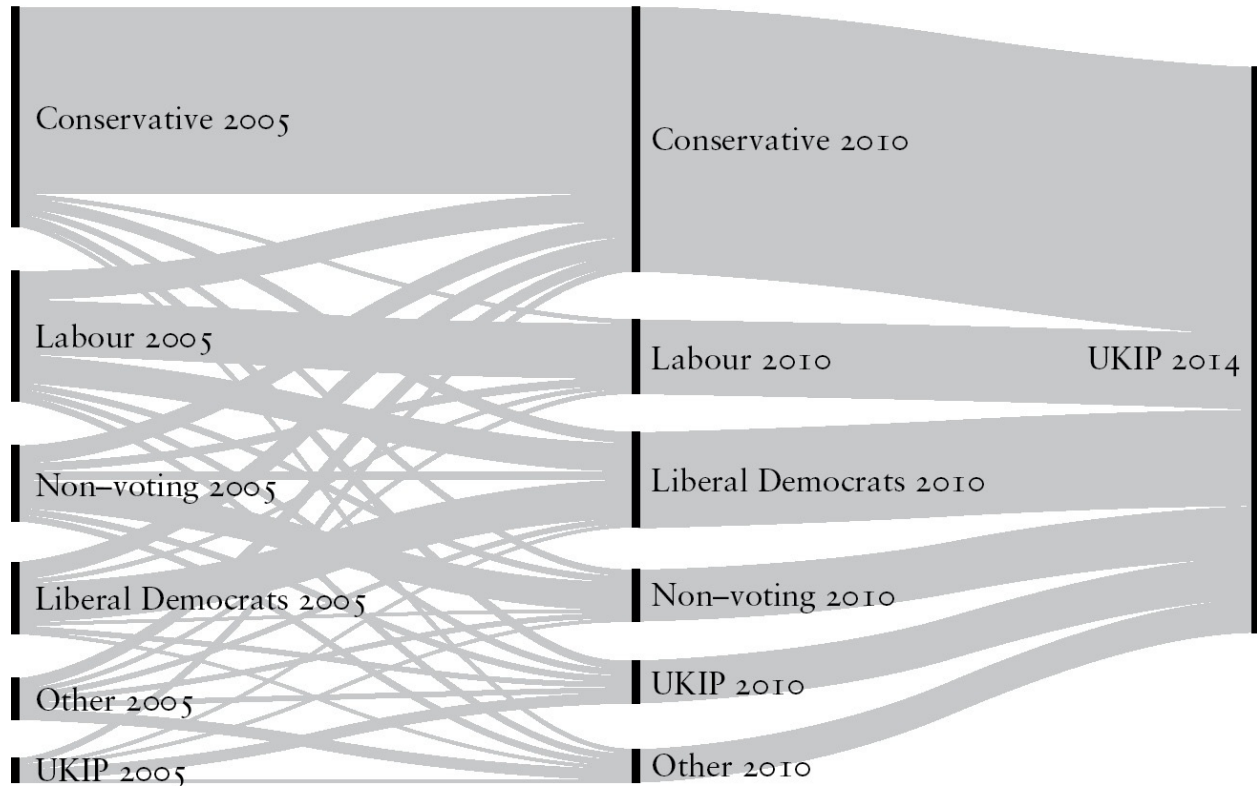 Conservative 2005
Labour 2005
Non–voting 2005
Liberal Democrats 2005
Other 2005
UKIP 2005
Conservative 2010
Labour 2010
Liberal Democrats 2010
Non–voting 2010
UKIP 2010
Other 2010
UKIP 2014